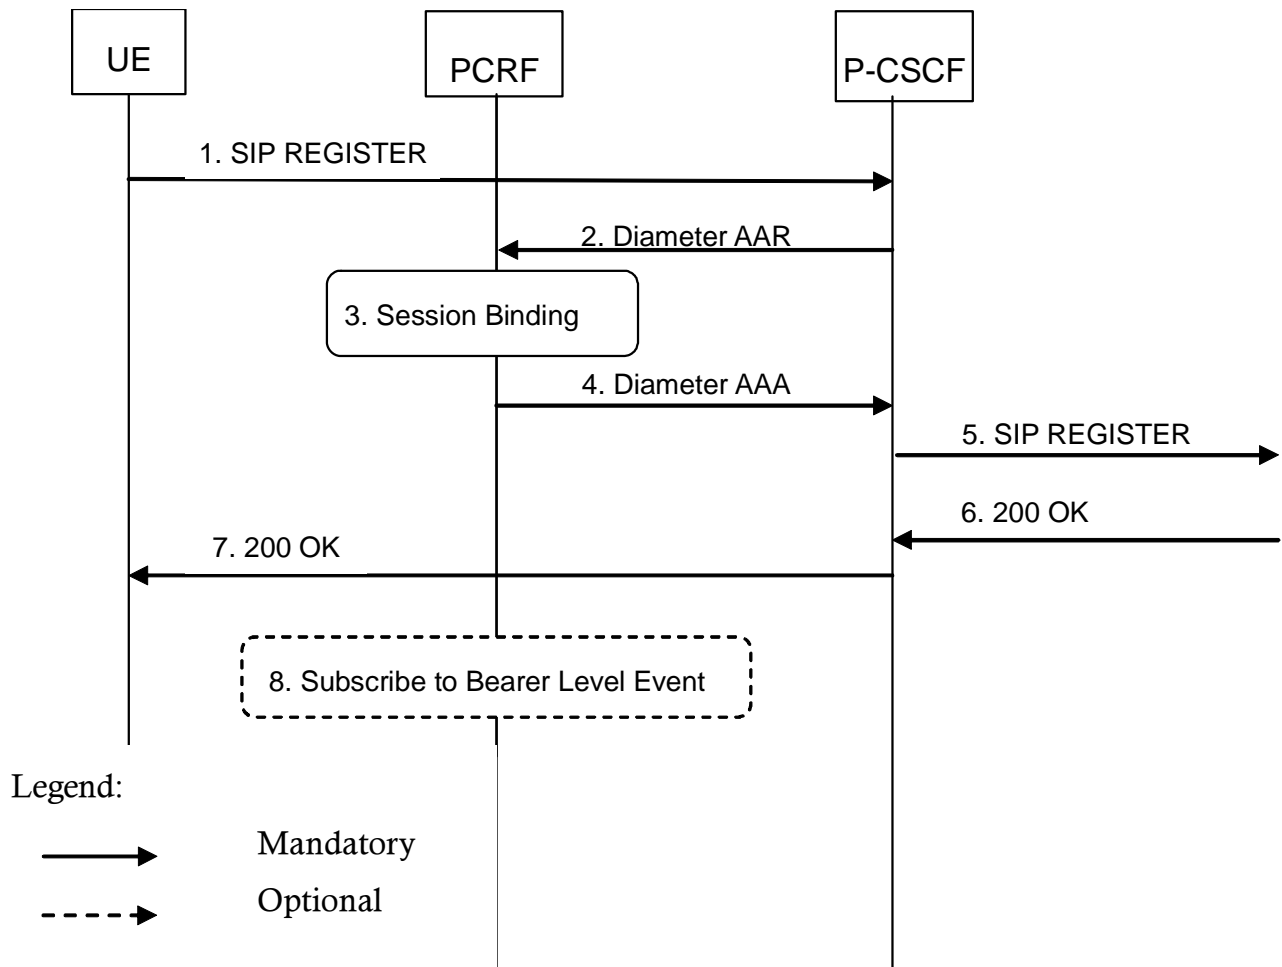 UE
PCRF
P-CSCF
1. SIP REGISTER
2. Diameter AAR
3. Session Binding
4. Diameter AAA
5. SIP REGISTER
6. 200 OK
7. 200 OK
8. Subscribe to Bearer Level Event
Legend:
Mandatory
Optional